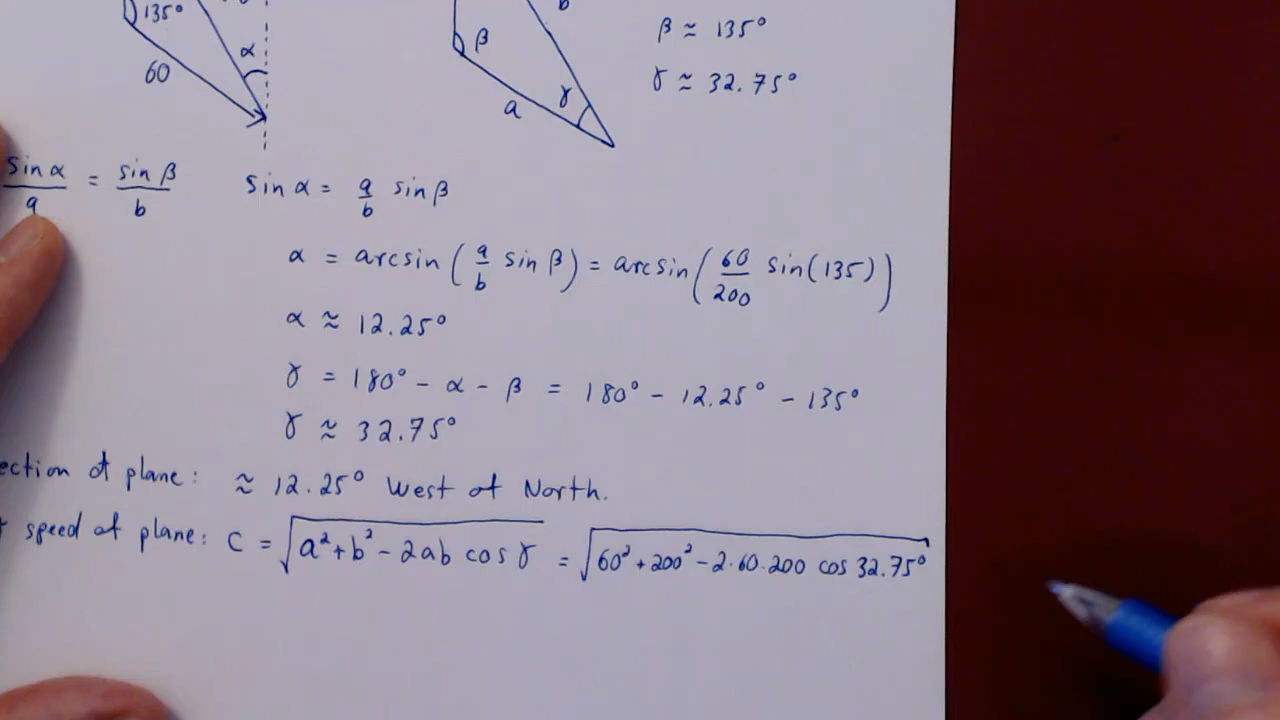 135°
α
60
β
a
γ
b
β ≈ 135°
γ ≈ 32.75°
sin α / a = sin β / b
sin α = a/b sin β
α = arcsin(a/b sin β) = arcsin(60/200 sin(135))
α ≈ 12.25°
γ = 180° - α - β = 180° - 12.25° - 135°
γ ≈ 32.75°
ection of plane: ≈ 12.25° West of North.
speed of plane: c = √(a² + b² - 2ab cos γ) = √(60² + 200² - 2·60·200 cos 32.75°)